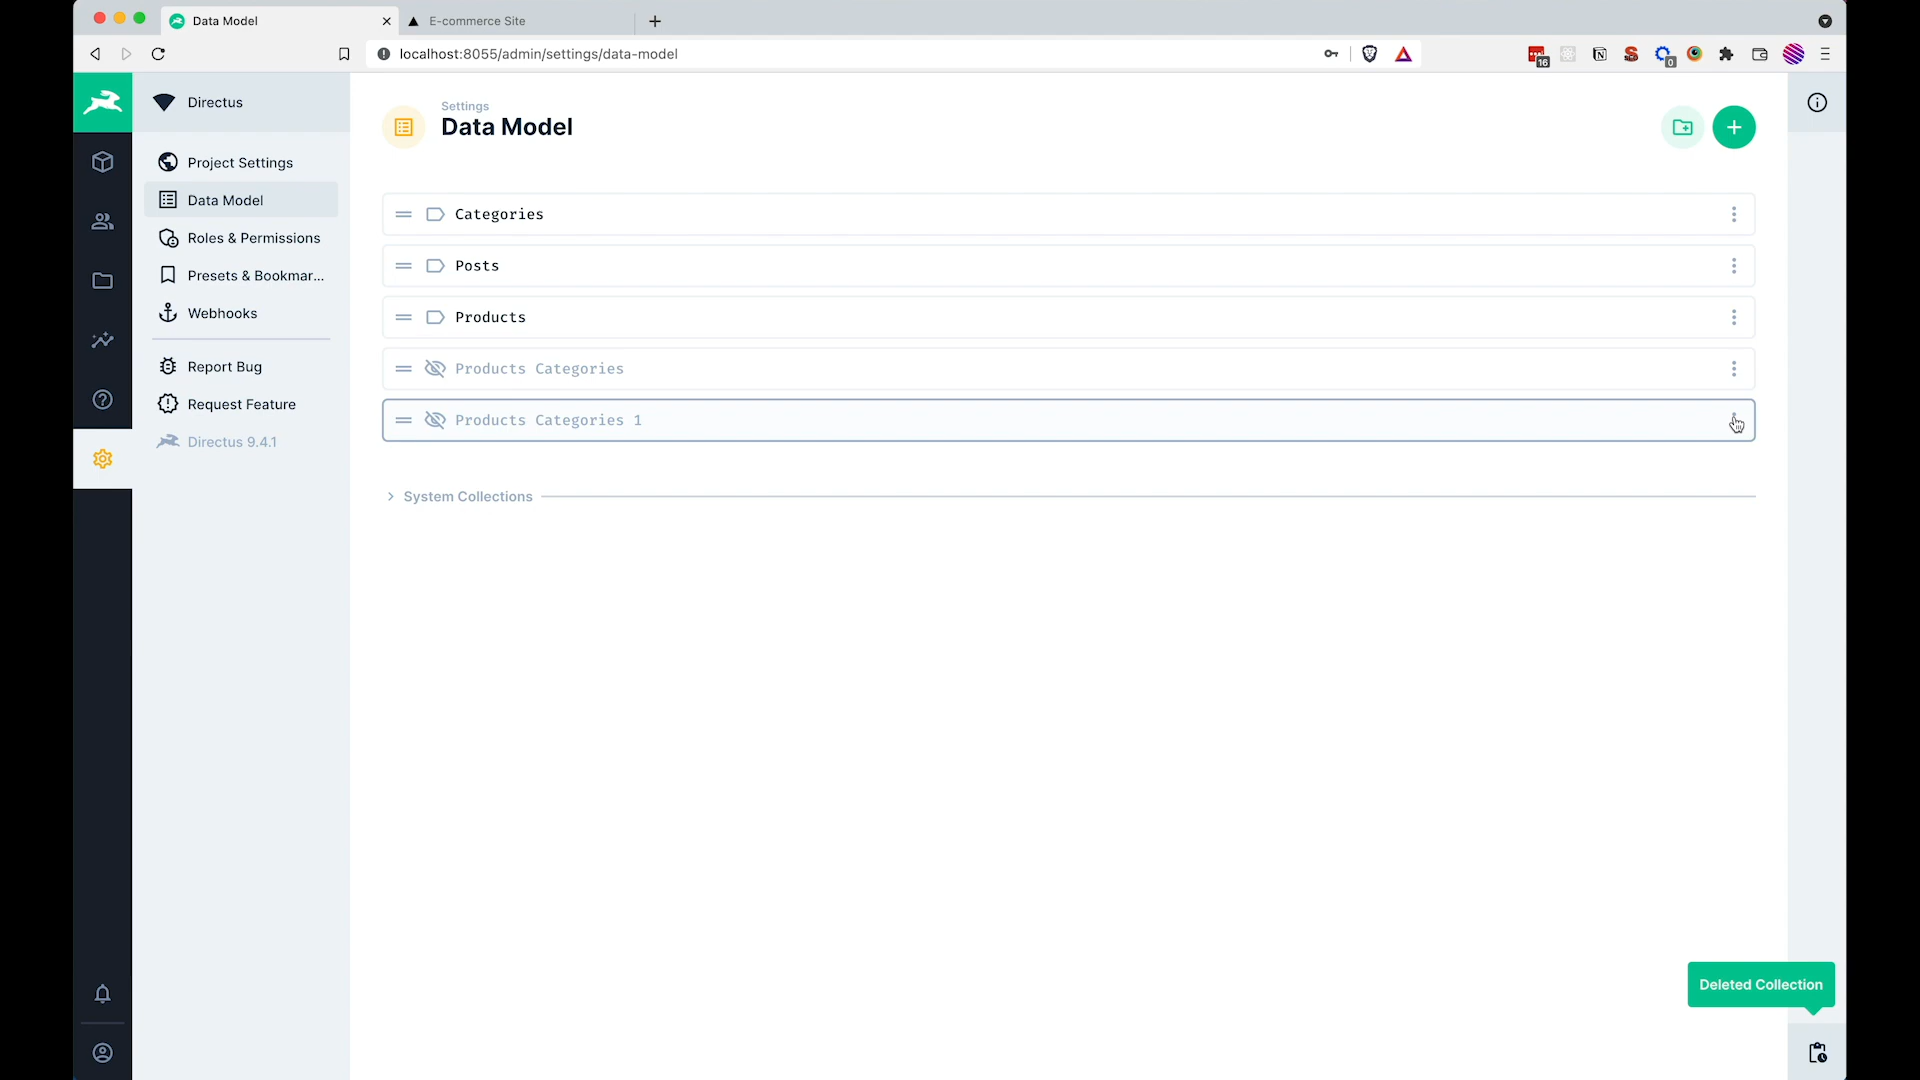 Data Model
E-commerce Site
localhost:8055/admin/settings/data-model
16
0
Directus
Project Settings
Data Model
Roles & Permissions
Presets & Bookmar...
Webhooks
Report Bug
Request Feature
Directus 9.4.1
Settings
Data Model
Categories
Posts
Products
Products Categories
Products Categories 1
System Collections
Deleted Collection